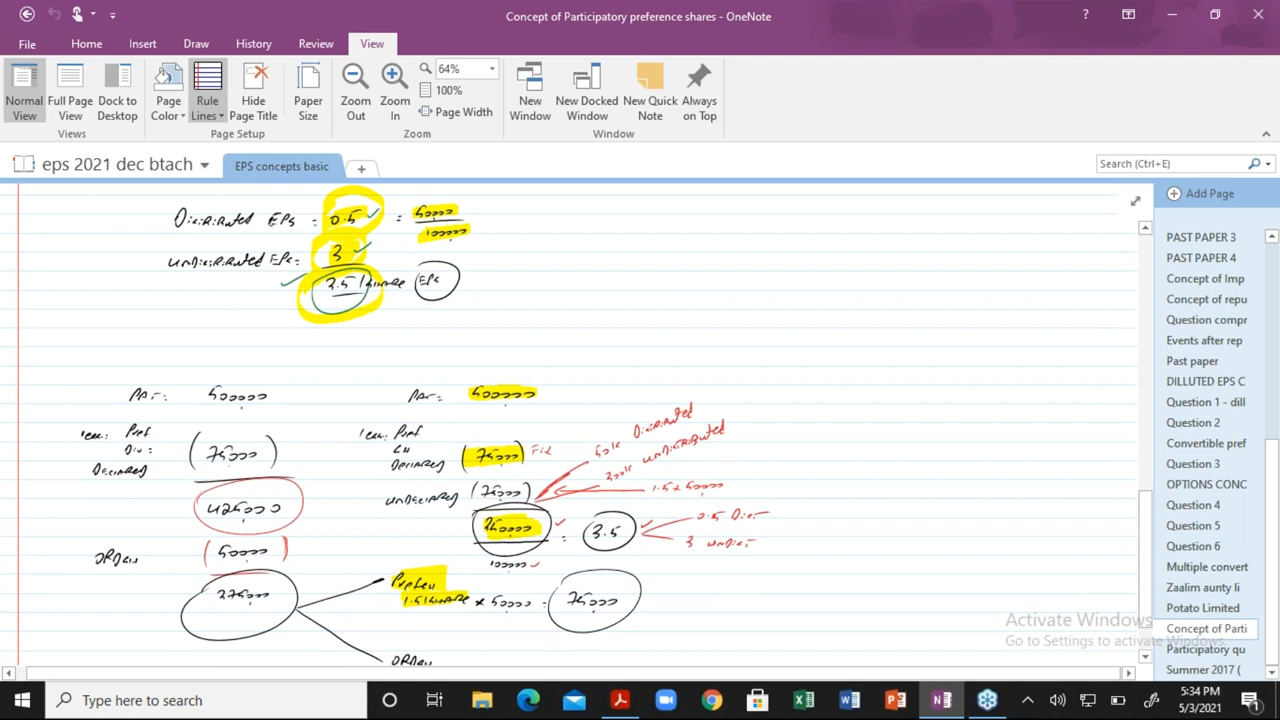 Concept of Participatory preference shares - OneNote
File Home Insert Draw History Review View
Normal View Full Page View Dock to Desktop Page Color Rule Lines Hide Page Title Paper Size Zoom Out Zoom In 64% 100% Page Width New Window New Docked Window New Quick Note Always on Top
Views Page Setup Zoom Window
eps 2021 dec btach EPS concepts basic Search (Ctrl+E)
Add Page
PAST PAPER 3
PAST PAPER 4
Concept of Imp
Concept of repu
Question compr
Events after rep
Past paper
DILLUTED EPS C
Question 1 - dill
Question 2
Convertible pref
Question 3
OPTIONS CONC
Question 4
Question 5
Question 6
Multiple convert
Zaalim aunty li
Potato Limited
Concept of Parti
Participatory qu
Summer 2017 (
Distributed EPS = 0.5 = 50000
100000
UnDistributed EPS: 3
3.5 / share EPS
PAT: 500000 PAT: 500000
Less: Pref Div: Declared (75000)
425000
(50000)
375000
Less: Pref
Declared (75000) Fix
UnDeclared (75000)
Distributed
unDistributed
1.5 x 50000
350000 = 3.5
100000
0.5 Dist
3 unDist
1.5 / share x 50000 = 75000
Activate Windows
Go to Settings to activate Windows.
Type here to search
5:34 PM
5/3/2021